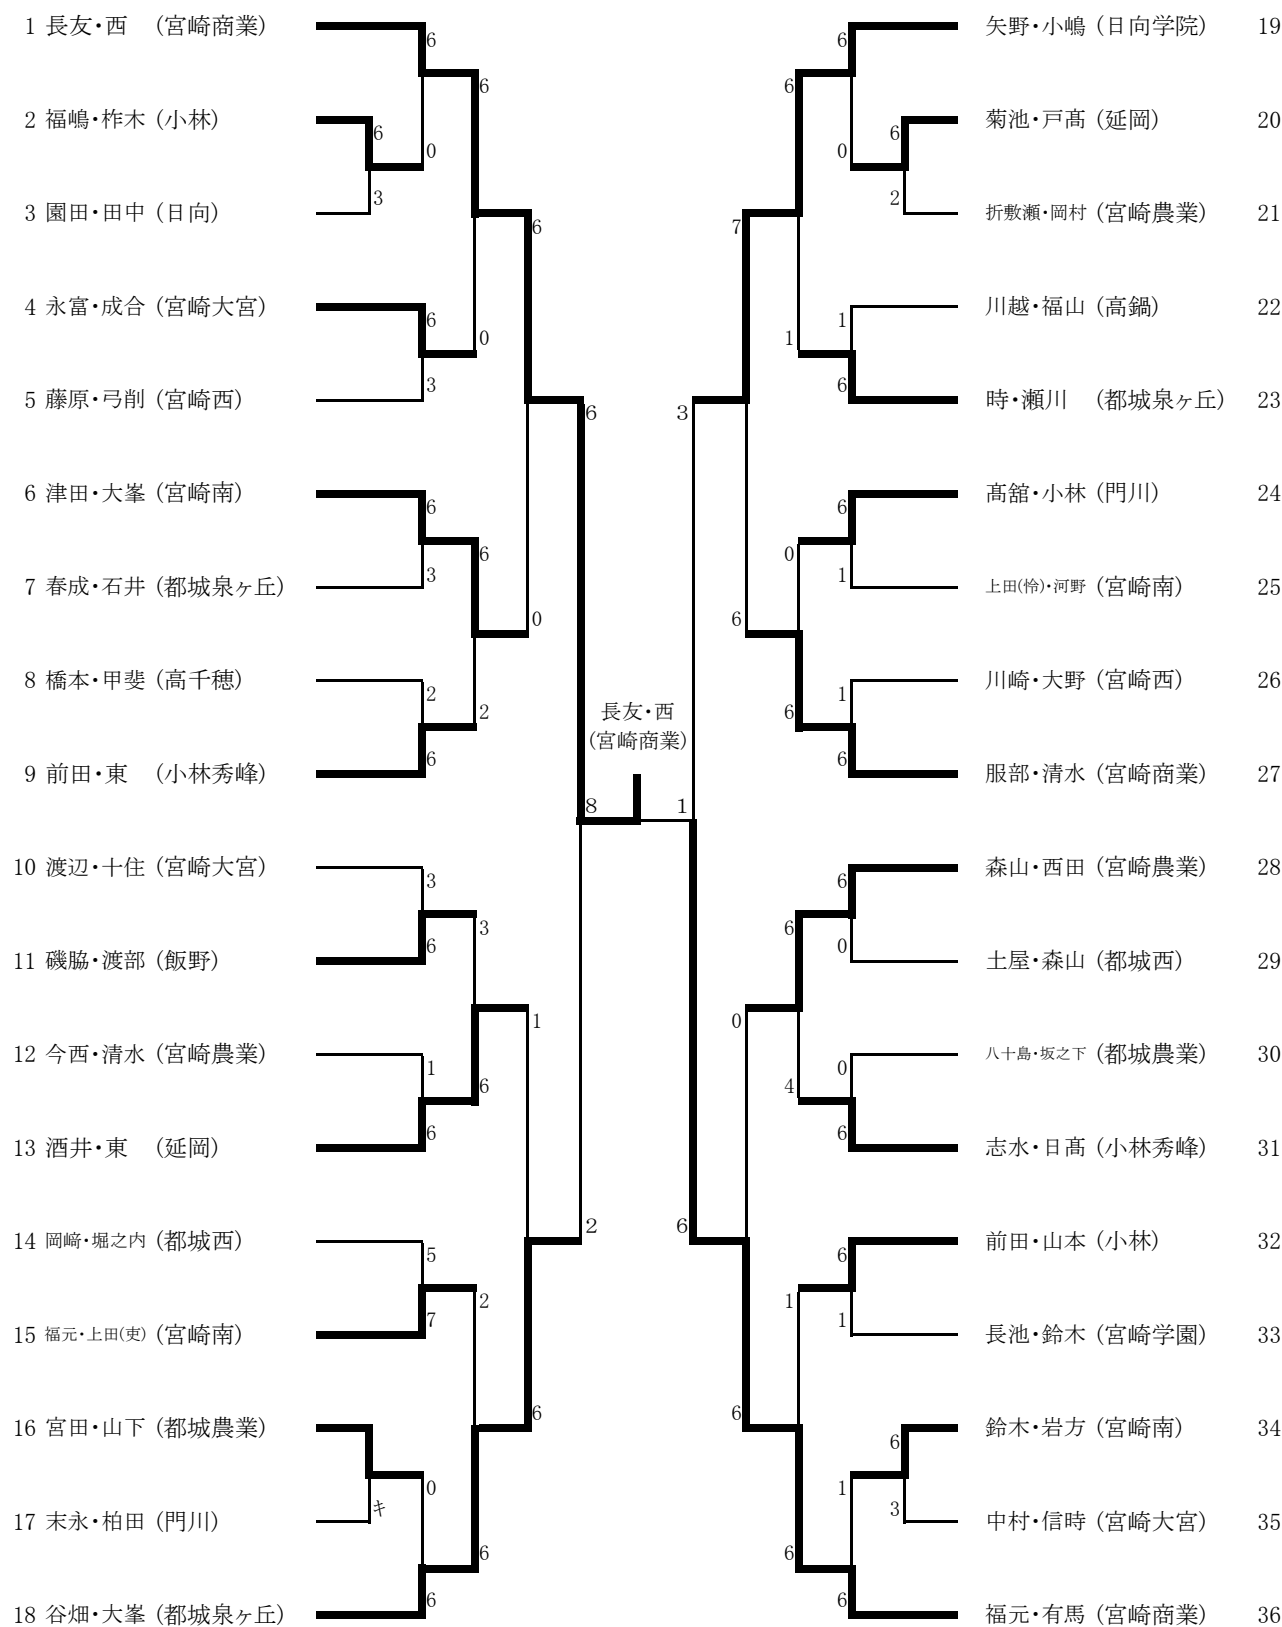 1 長友・西 (宮崎商業)
2 福嶋・柞木 (小林)
3 園田・田中 (日向)
4 永富・成合 (宮崎大宮)
5 藤原・弓削 (宮崎西)
6 津田・大峯 (宮崎南)
7 春成・石井 (都城泉ヶ丘)
8 橋本・甲斐 (高千穂)
9 前田・東 (小林秀峰)
10 渡辺・十住 (宮崎大宮)
11 磯脇・渡部 (飯野)
12 今西・清水 (宮崎農業)
13 酒井・東 (延岡)
14 岡﨑・堀之内 (都城西)
15 福元・上田(吏) (宮崎南)
16 宮田・山下 (都城農業)
17 末永・柏田 (門川)
18 谷畑・大峯 (都城泉ヶ丘)
6
0
6
3
6
3
6
3
2
6
3
6
1
6
5
7
キ
0
6
6
0
6
2
3
6
2
6
6
0
1
6
6
2
8
長友・西
(宮崎商業)
1
3
6
7
6
0
6
6
1
0
6
6
4
1
6
6
0
1
6
6
1
1
6
6
0
0
6
6
1
1
6
6
2
6
3
矢野・小嶋 (日向学院) 19
菊池・戸髙 (延岡) 20
折敷瀬・岡村 (宮崎農業) 21
川越・福山 (高鍋) 22
時・瀬川 (都城泉ヶ丘) 23
髙舘・小林 (門川) 24
上田(怜)・河野 (宮崎南) 25
川崎・大野 (宮崎西) 26
服部・清水 (宮崎商業) 27
森山・西田 (宮崎農業) 28
土屋・森山 (都城西) 29
八十島・坂之下 (都城農業) 30
志水・日髙 (小林秀峰) 31
前田・山本 (小林) 32
長池・鈴木 (宮崎学園) 33
鈴木・岩方 (宮崎南) 34
中村・信時 (宮崎大宮) 35
福元・有馬 (宮崎商業) 36